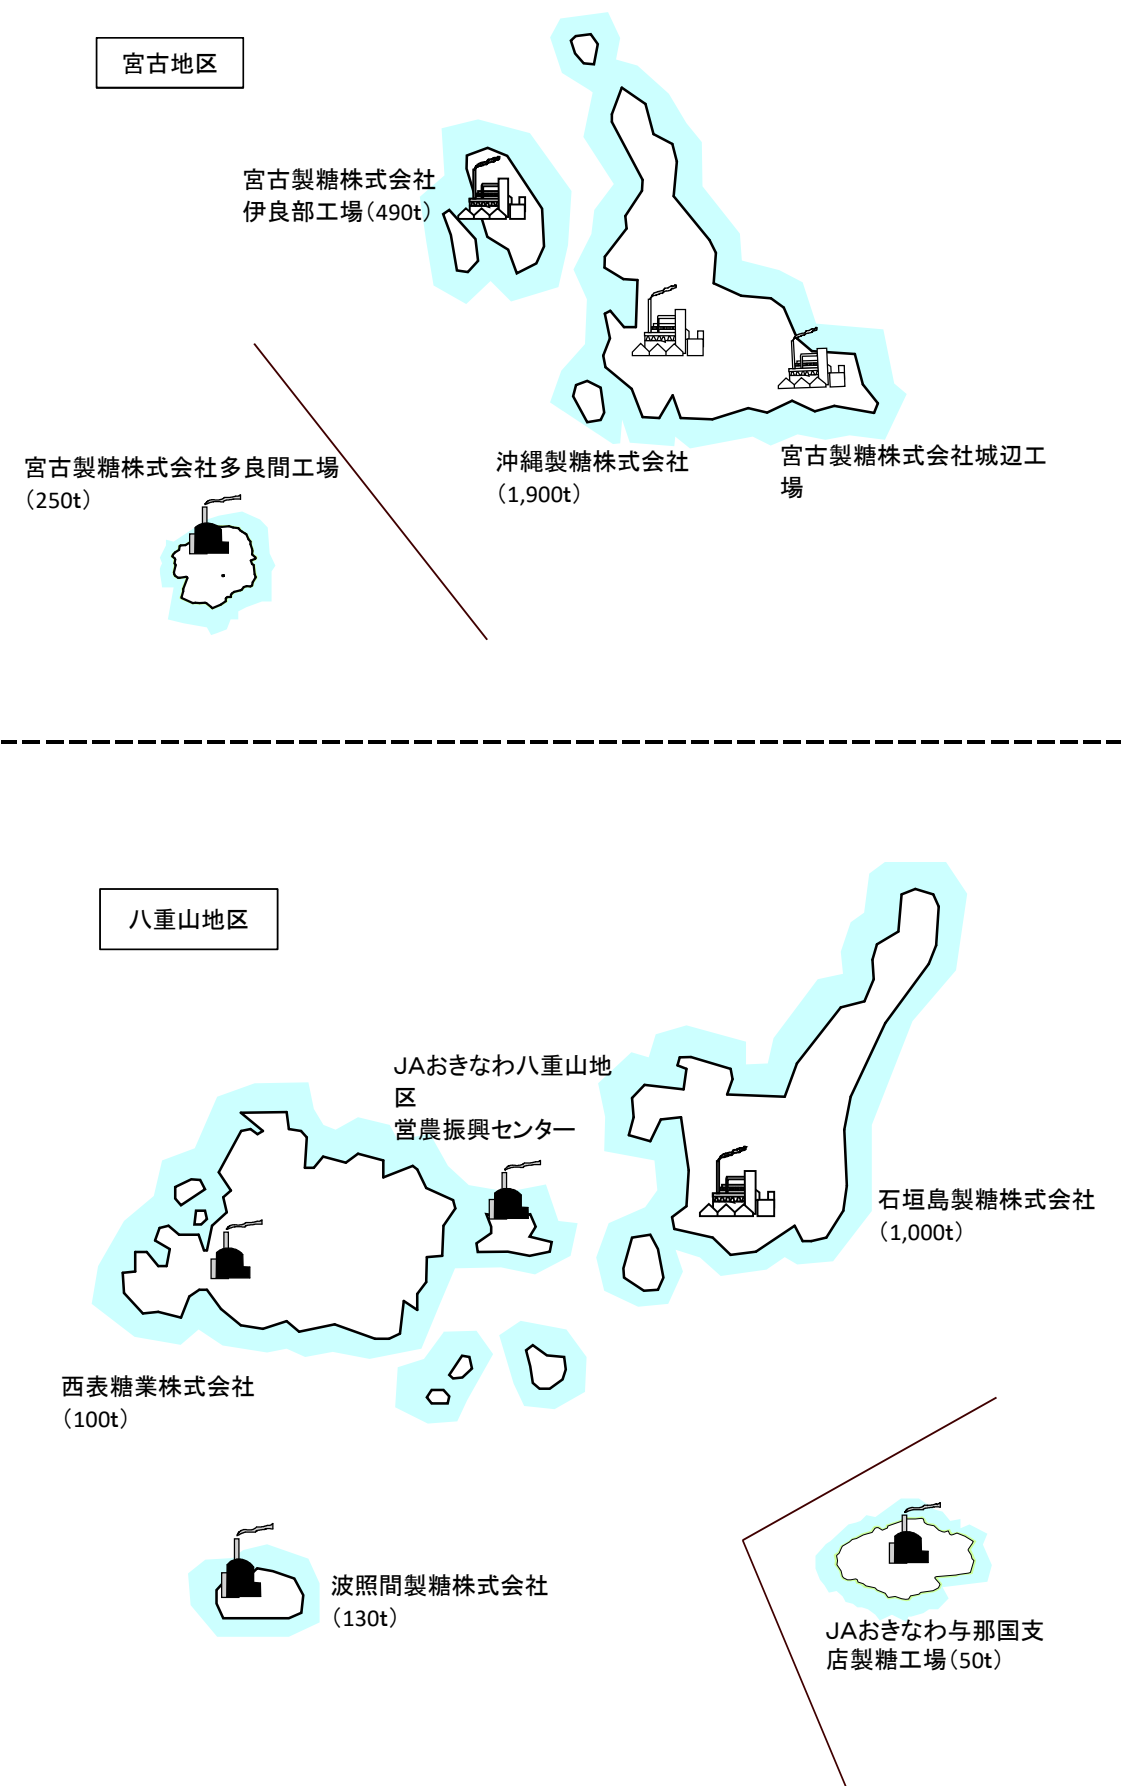 宮古地区
宮古製糖株式会社
伊良部工場（490t）
宮古製糖株式会社多良間工場
（250t）
沖縄製糖株式会社
（1,900t）
宮古製糖株式会社城辺工
場
八重山地区
JAおきなわ八重山地
区
営農振興センター
石垣島製糖株式会社
（1,000t）
西表糖業株式会社
（100t）
波照間製糖株式会社
（130t）
JAおきなわ与那国支
店製糖工場（50t）